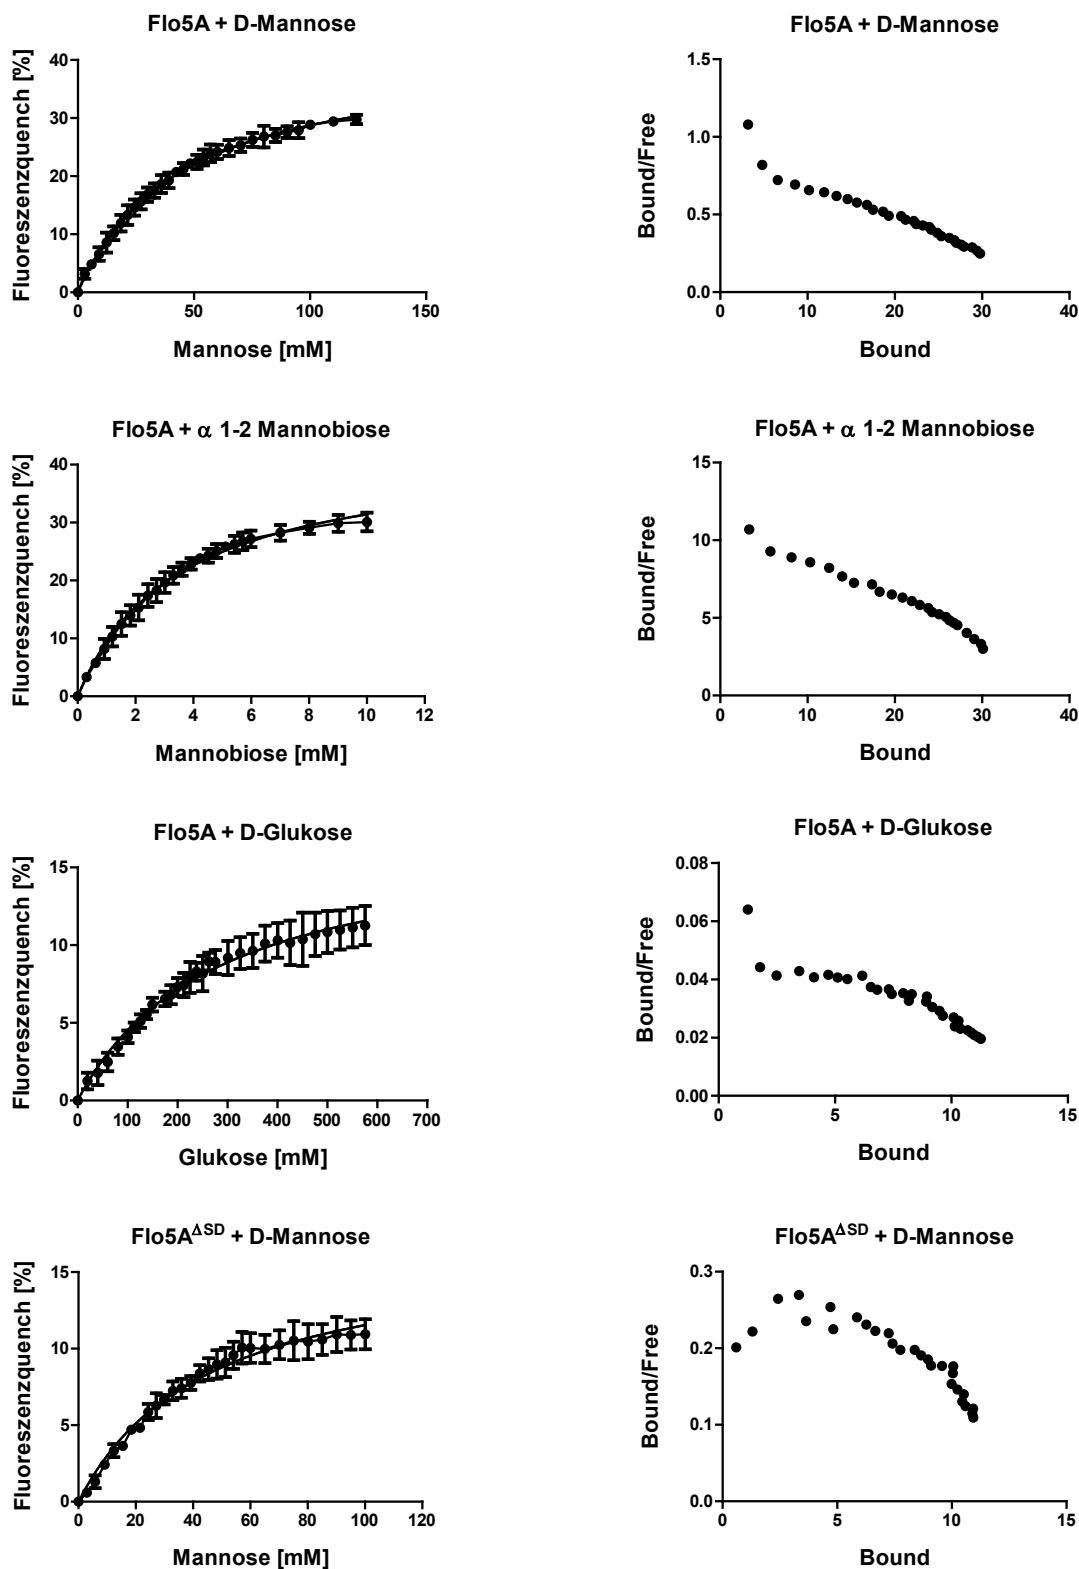 Flo5A + D-Mannose
Fluoreszenzquench [%]
40
30
20
10
0
0 50 100 150
Mannose [mM]
Flo5A + D-Mannose
Bound/Free
1.5
1.0
0.5
0.0
0 10 20 30 40
Bound
Flo5A + α 1-2 Mannobiose
Fluoreszenzquench [%]
40
30
20
10
0
0 2 4 6 8 10 12
Mannobiose [mM]
Flo5A + α 1-2 Mannobiose
Bound/Free
15
10
5
0
0 10 20 30 40
Bound
Flo5A + D-Glukose
Fluoreszenzquench [%]
15
10
5
0
0 100 200 300 400 500 600 700
Glukose [mM]
Flo5A + D-Glukose
Bound/Free
0.08
0.06
0.04
0.02
0.00
0 5 10 15
Bound
Flo5A^ΔSD + D-Mannose
Fluoreszenzquench [%]
15
10
5
0
0 20 40 60 80 100 120
Mannose [mM]
Flo5A^ΔSD + D-Mannose
Bound/Free
0.3
0.2
0.1
0.0
0 5 10 15
Bound